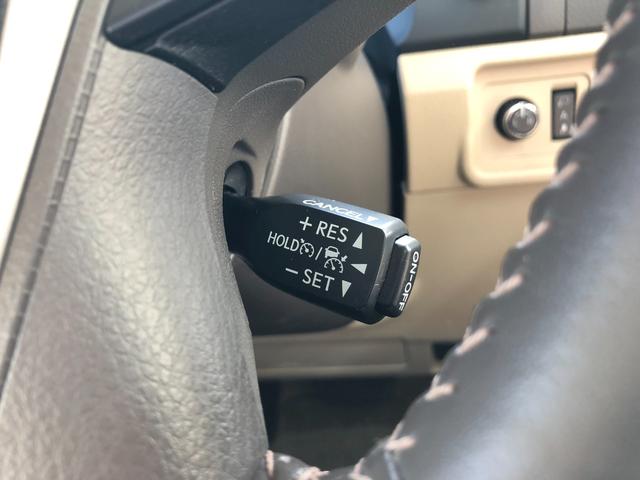 CANCEL
+ RES
HOLD /
− SET
ON-OFF